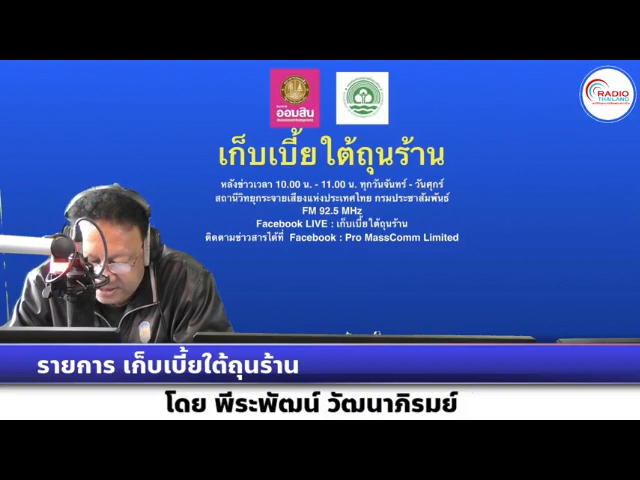 RADIO
THAILAND
ออมสิน
เก็บเบี้ยใต้ถุนร้าน
หลังข่าวเวลา 10.00 น. - 11.00 น. ทุกวันจันทร์ - วันศุกร์
สถานีวิทยุกระจายเสียงแห่งประเทศไทย กรมประชาสัมพันธ์
FM 92.5 MHz
Facebook LIVE : เก็บเบี้ยใต้ถุนร้าน
ติดตามข่าวสารได้ที่ Facebook : Pro MassComm Limited
รายการ เก็บเบี้ยใต้ถุนร้าน
โดย พีระพัฒน์ วัฒนาภิรมย์